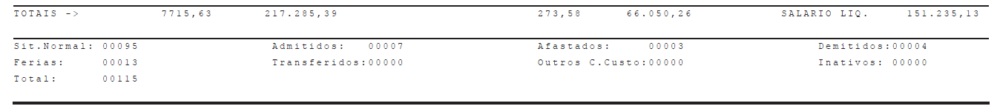 TOTAIS -> 7715,63 217.285,39 273,58 66.050,26 SALARIO LIQ. 151.235,13
Sit.Normal: 00095 Admitidos: 00007 Afastados: 00003 Demitidos:00004
Ferias: 00013 Transferidos:00000 Outros C.Custo:00000 Inativos: 00000
Total: 00115